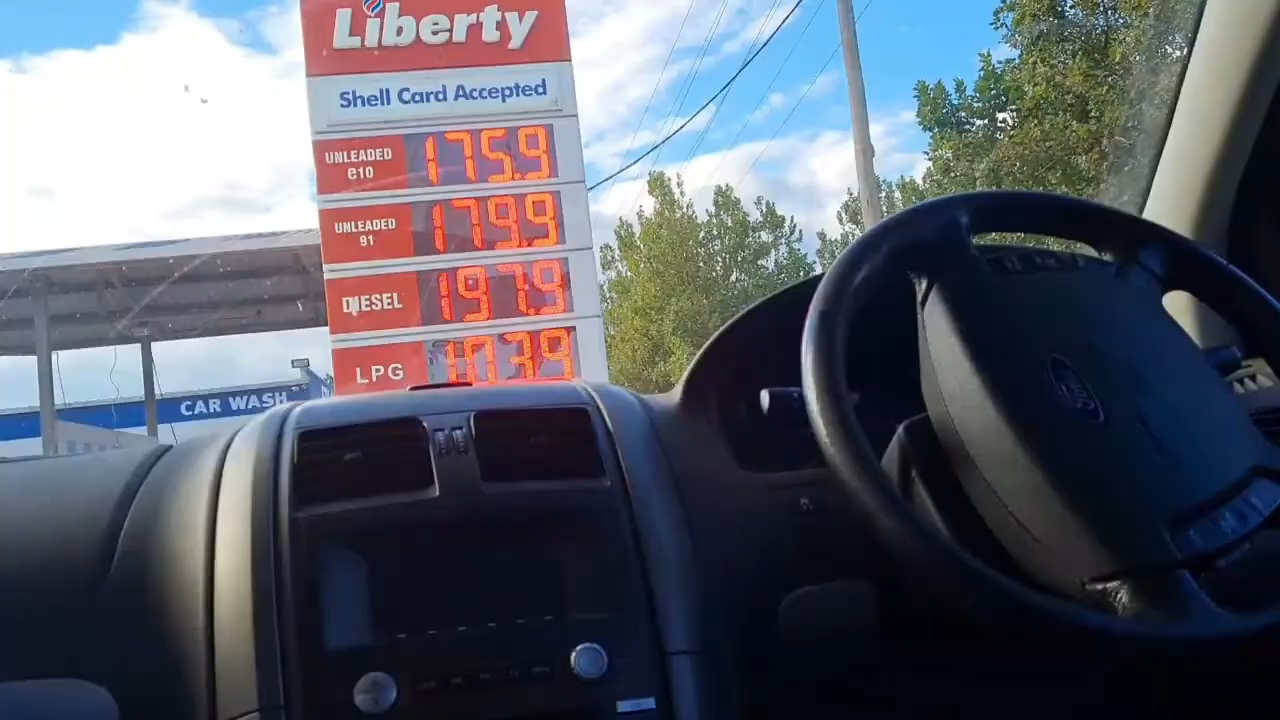 Liberty
Shell Card Accepted
UNLEADED
e10
175.9
UNLEADED
91
179.9
DIESEL
197.9
LPG
103.9
CAR WASH
Ford